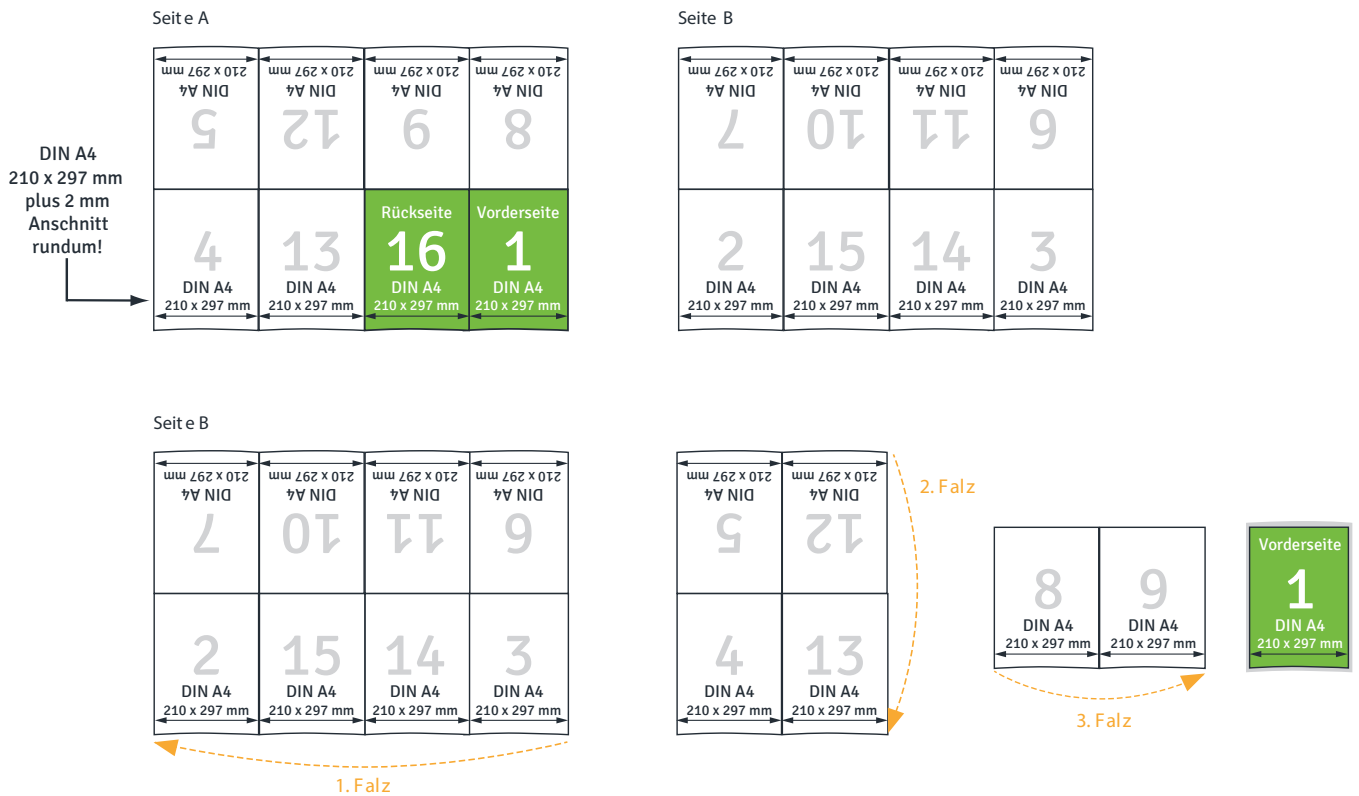 Seite A
210 x 297 mm 210 x 297 mm 210 x 297 mm 210 x 297 mm
DIN A4 DIN A4 DIN A4 DIN A4
5 12 9 8
DIN A4
210 x 297 mm
plus 2 mm
Anschnitt
rundum!
Rückseite Vorderseite
4 13 16 1
DIN A4 DIN A4 DIN A4 DIN A4
210 x 297 mm 210 x 297 mm 210 x 297 mm 210 x 297 mm
Seite B
210 x 297 mm 210 x 297 mm 210 x 297 mm 210 x 297 mm
DIN A4 DIN A4 DIN A4 DIN A4
7 10 11 6
2 15 14 3
DIN A4 DIN A4 DIN A4 DIN A4
210 x 297 mm 210 x 297 mm 210 x 297 mm 210 x 297 mm
Seite B
210 x 297 mm 210 x 297 mm 210 x 297 mm 210 x 297 mm
DIN A4 DIN A4 DIN A4 DIN A4
7 10 11 6
2 15 14 3
DIN A4 DIN A4 DIN A4 DIN A4
210 x 297 mm 210 x 297 mm 210 x 297 mm 210 x 297 mm
1. Falz
210 x 297 mm 210 x 297 mm
DIN A4 DIN A4
5 12
4 13
DIN A4 DIN A4
210 x 297 mm 210 x 297 mm
2. Falz
8 9
DIN A4 DIN A4
210 x 297 mm 210 x 297 mm
3. Falz
Vorderseite
1
DIN A4
210 x 297 mm